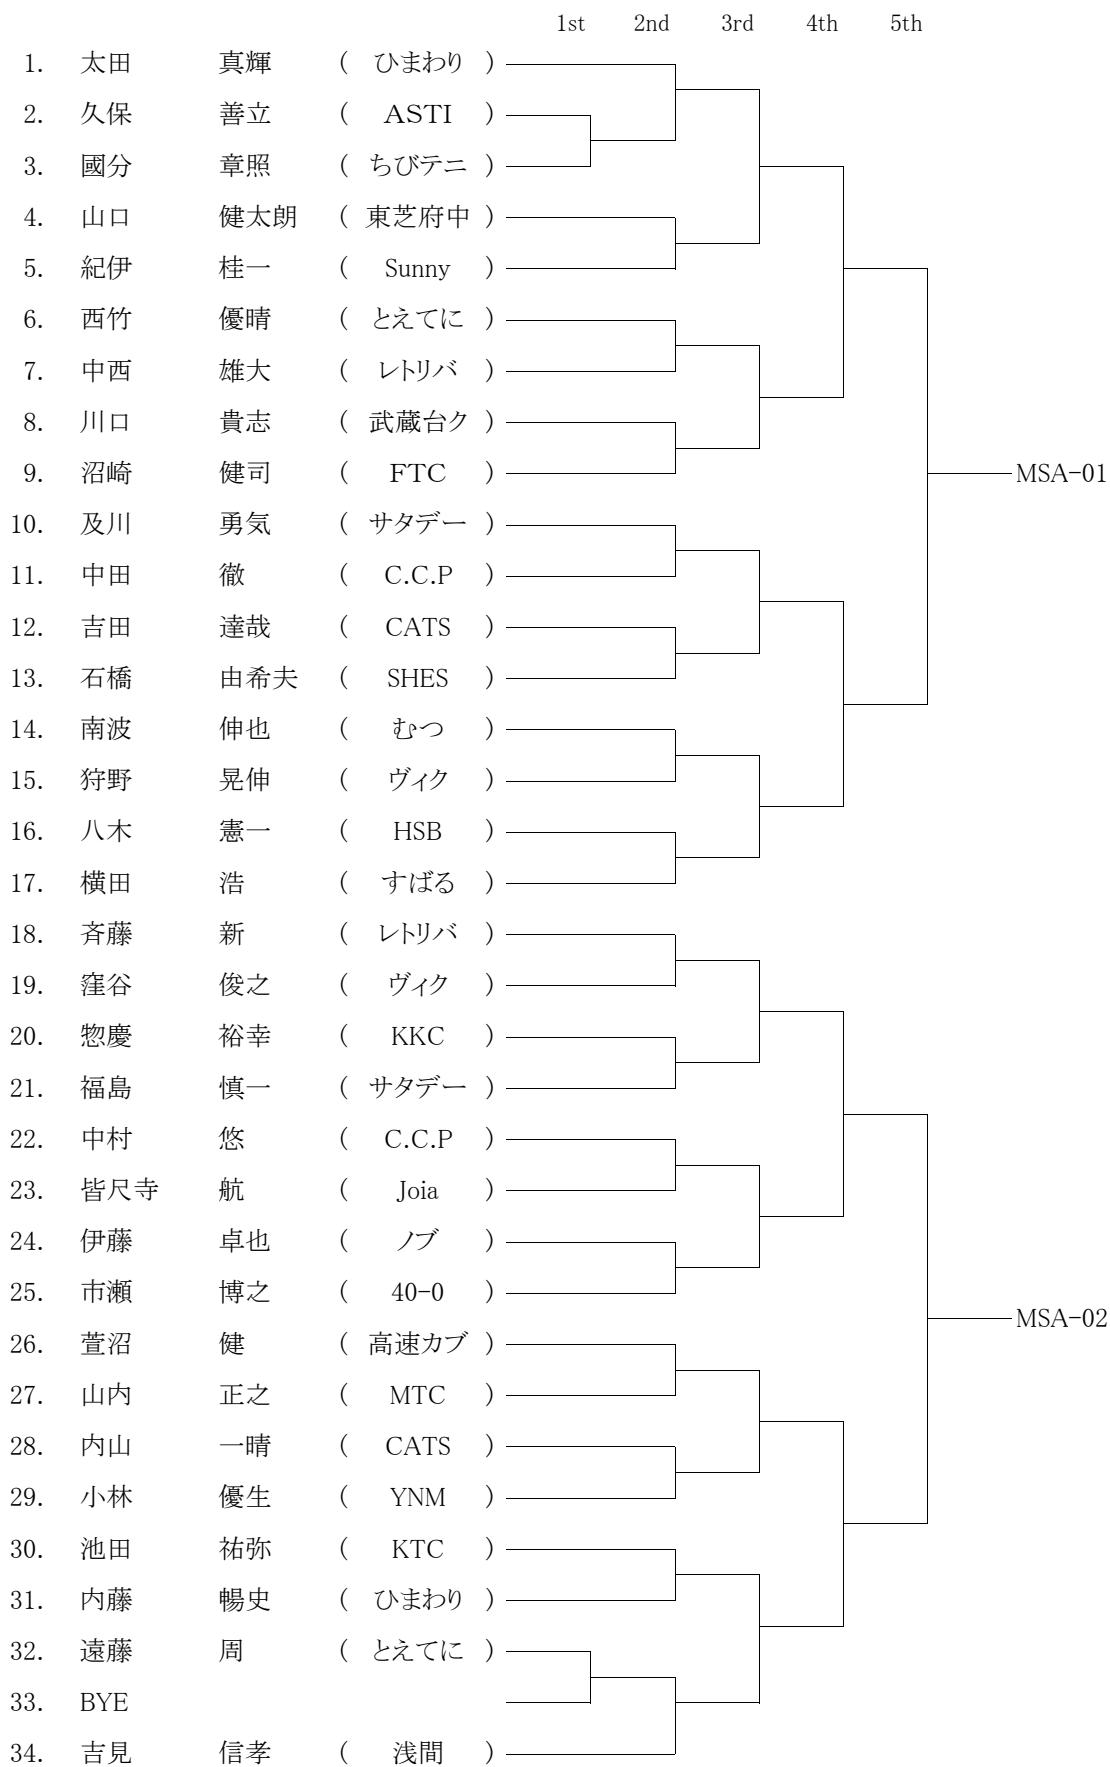 1st 2nd 3rd 4th 5th
1. 太田 真輝 ( ひまわり )
2. 久保 善立 ( ASTI )
3. 國分 章照 ( ちびテニ )
4. 山口 健太朗 ( 東芝府中 )
5. 紀伊 桂一 ( Sunny )
6. 西竹 優晴 ( とえてに )
7. 中西 雄大 ( レトリバ )
8. 川口 貴志 ( 武蔵台ク )
9. 沼崎 健司 ( FTC )
MSA-01
10. 及川 勇気 ( サタデー )
11. 中田 徹 ( C.C.P )
12. 吉田 達哉 ( CATS )
13. 石橋 由希夫 ( SHES )
14. 南波 伸也 ( むつ )
15. 狩野 晃伸 ( ヴィク )
16. 八木 憲一 ( HSB )
17. 横田 浩 ( すばる )
18. 斉藤 新 ( レトリバ )
19. 窪谷 俊之 ( ヴィク )
20. 惣慶 裕幸 ( KKC )
21. 福島 慎一 ( サタデー )
22. 中村 悠 ( C.C.P )
23. 皆尺寺 航 ( Joia )
24. 伊藤 卓也 ( ノブ )
25. 市瀬 博之 ( 40-0 )
MSA-02
26. 萱沼 健 ( 高速カブ )
27. 山内 正之 ( MTC )
28. 内山 一晴 ( CATS )
29. 小林 優生 ( YNM )
30. 池田 祐弥 ( KTC )
31. 内藤 暢史 ( ひまわり )
32. 遠藤 周 ( とえてに )
33. BYE
34. 吉見 信孝 ( 浅間 )